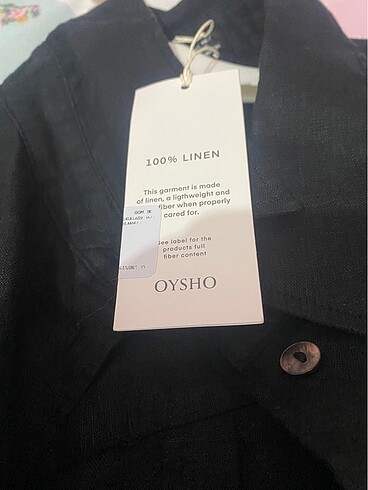 100% LINEN
This garment is made
of linen, a ligthweight and
fiber when properly
cared for.
See label for the
products full
fiber content
OYSHO